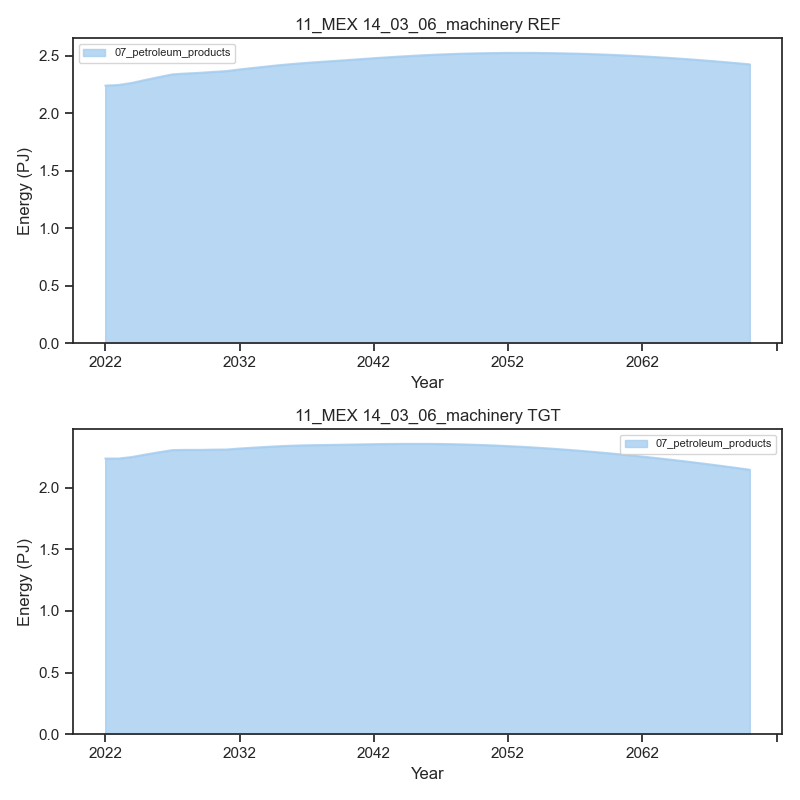 11_MEX 14_03_06_machinery REF
07_petroleum_products
Energy (PJ)
2.5
2.0
1.5
1.0
0.5
0.0
2022 2032 2042 2052 2062
Year
11_MEX 14_03_06_machinery TGT
07_petroleum_products
Energy (PJ)
2.0
1.5
1.0
0.5
0.0
2022 2032 2042 2052 2062
Year